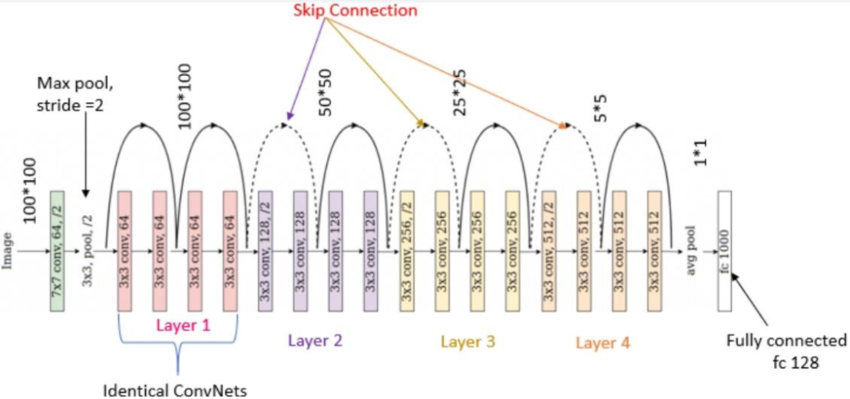 Skip Connection
Max pool,
stride =2
100*100
100*100
50*50
25*25
5*5
1*1
Image
7x7 conv, 64, /2
3x3, pool, /2
3x3 conv, 64
3x3 conv, 64
3x3 conv, 64
3x3 conv, 64
3x3 conv, 128, /2
3x3 conv, 128
3x3 conv, 128
3x3 conv, 128
3x3 conv, 256, /2
3x3 conv, 256
3x3 conv, 256
3x3 conv, 256
3x3 conv, 512, /2
3x3 conv, 512
3x3 conv, 512
3x3 conv, 512
avg pool
fc 1000
Layer 1
Layer 2
Layer 3
Layer 4
Fully connected
fc 128
Identical ConvNets